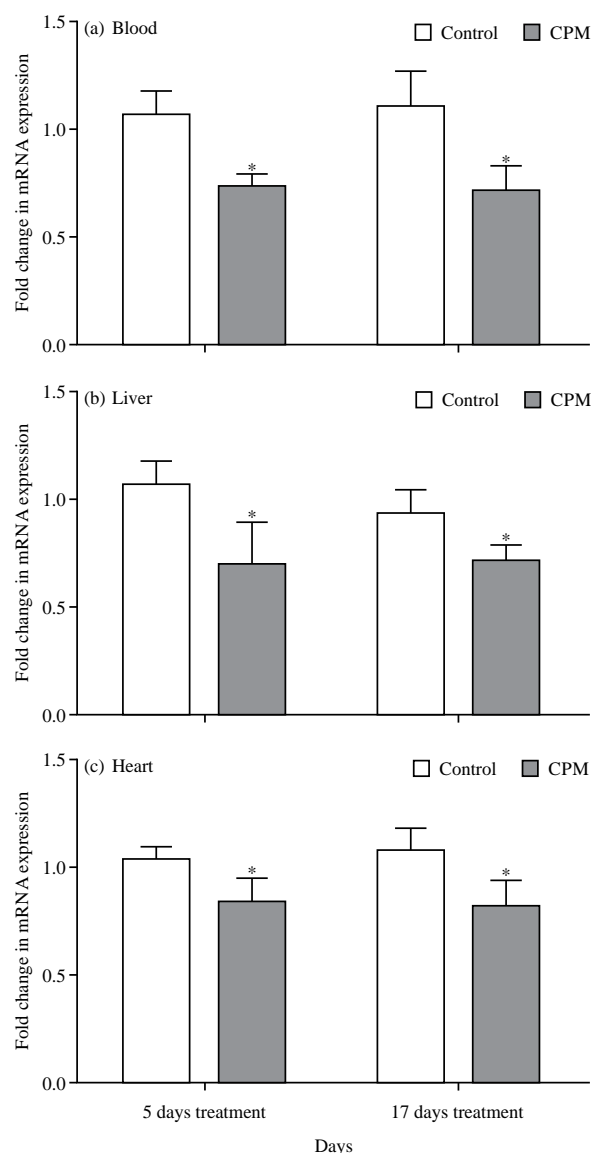 (a) Blood
Control
CPM
Fold change in mRNA expression
1.5
1.0
0.5
0.0
*
*
(b) Liver
Control
CPM
Fold change in mRNA expression
1.5
1.0
0.5
0.0
*
*
(c) Heart
Control
CPM
Fold change in mRNA expression
1.5
1.0
0.5
0.0
*
*
5 days treatment
17 days treatment
Days